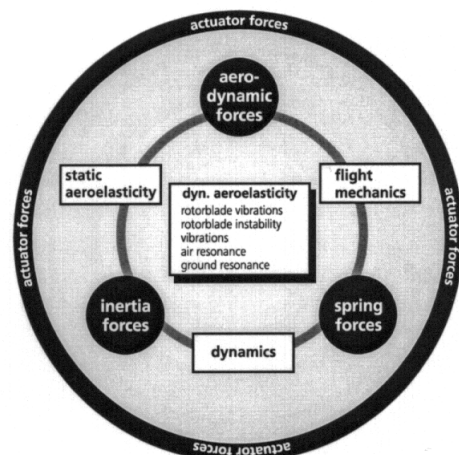 actuator forces
aero-
dynamic
forces
static
aeroelasticity
flight
mechanics
actuator forces
actuator forces
dyn. aeroelasticity
rotorblade vibrations
rotorblade instability
vibrations
air resonance
ground resonance
inertia
forces
spring
forces
dynamics
actuator forces